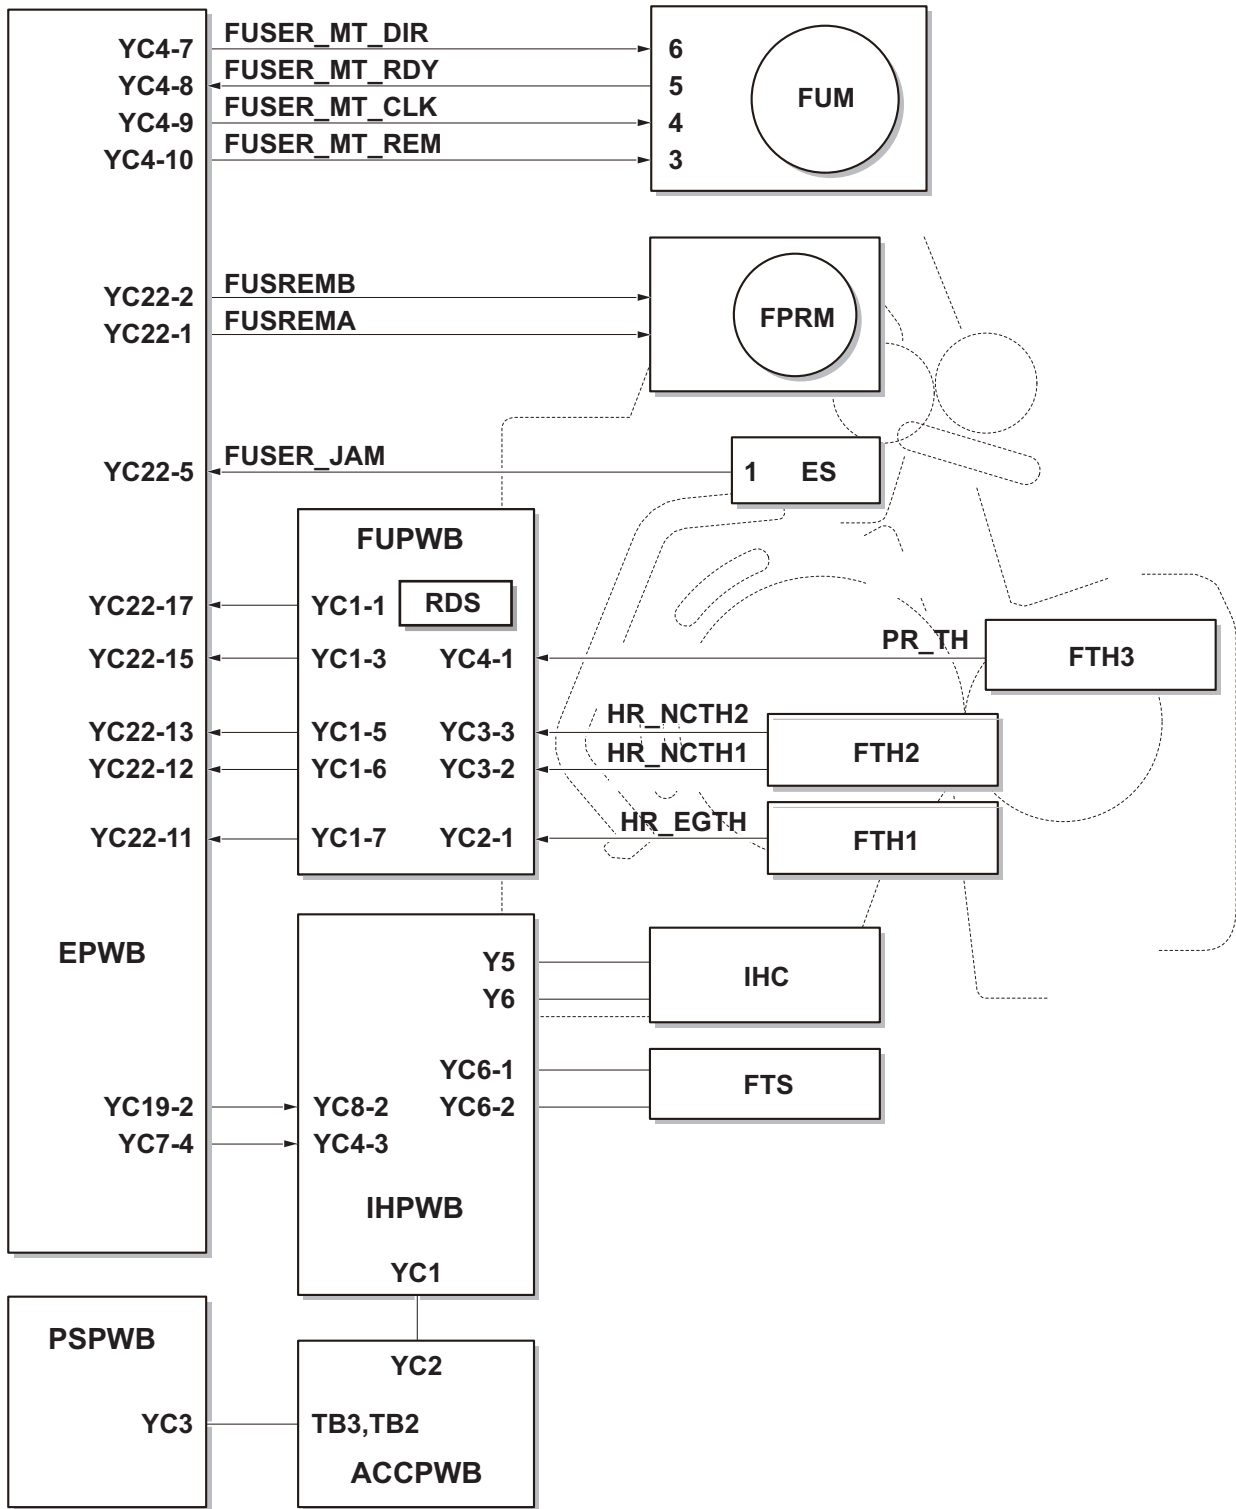 YC4-7 FUSER_MT_DIR 6
YC4-8 FUSER_MT_RDY 5
YC4-9 FUSER_MT_CLK 4
YC4-10 FUSER_MT_REM 3
FUM
YC22-2 FUSREMB
YC22-1 FUSREMA
FPRM
YC22-5 FUSER_JAM 1 ES
FUPWB
YC22-17 YC1-1 RDS
YC22-15 YC1-3 YC4-1 PR_TH FTH3
YC22-13 YC1-5 YC3-3 HR_NCTH2
YC22-12 YC1-6 YC3-2 HR_NCTH1
FTH2
YC22-11 YC1-7 YC2-1 HR_EGTH FTH1
EPWB
Y5
Y6
IHC
YC6-1
YC6-2
FTS
YC19-2 YC8-2
YC7-4 YC4-3
IHPWB
YC1
PSPWB
YC2
YC3 TB3,TB2
ACCPWB